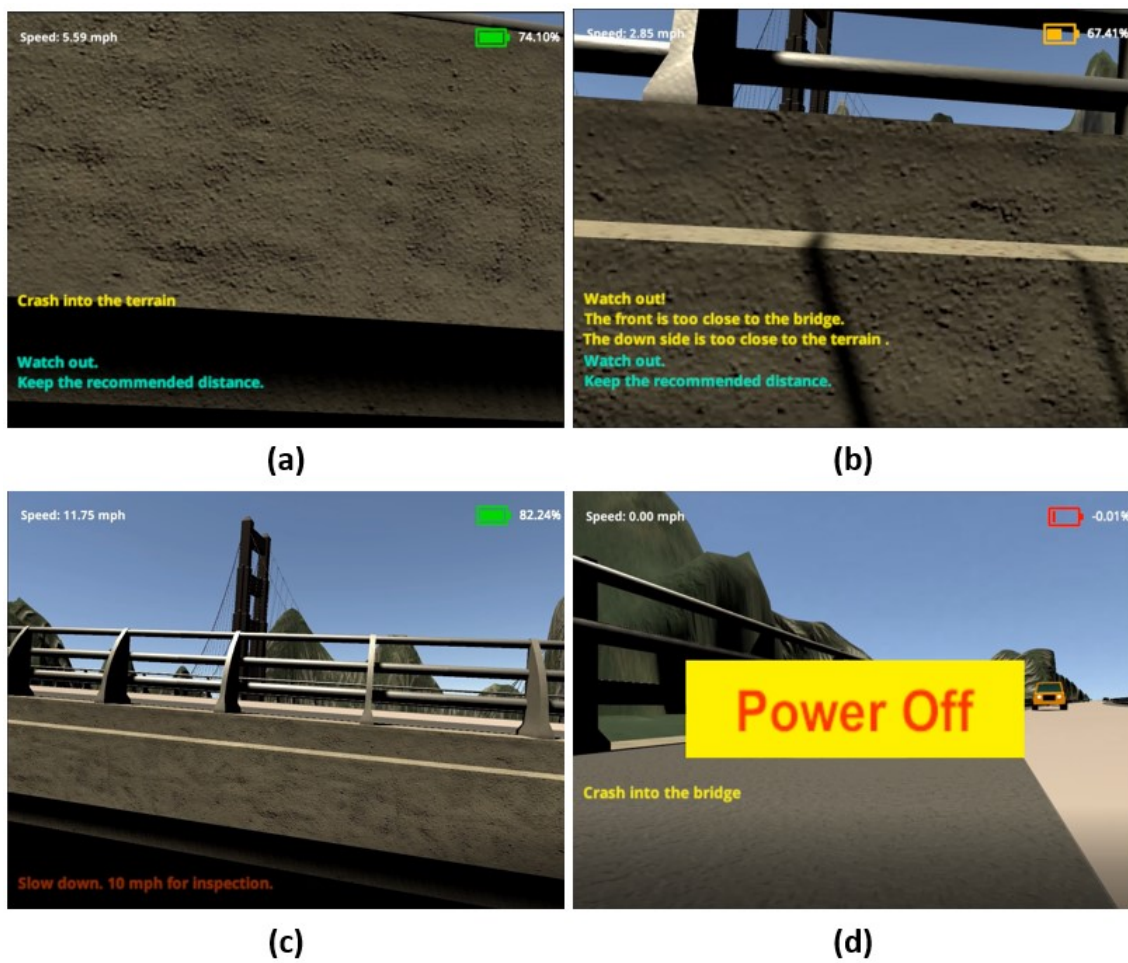 Speed: 5.59 mph
74.10%
Crash into the terrain
Watch out.
Keep the recommended distance.
(a)
Speed: 2.85 mph
67.41%
Watch out!
The front is too close to the bridge.
The down side is too close to the terrain .
Watch out.
Keep the recommended distance.
(b)
Speed: 11.75 mph
82.24%
Slow down. 10 mph for inspection.
(c)
Speed: 0.00 mph
-0.01%
Power Off
Crash into the bridge
(d)